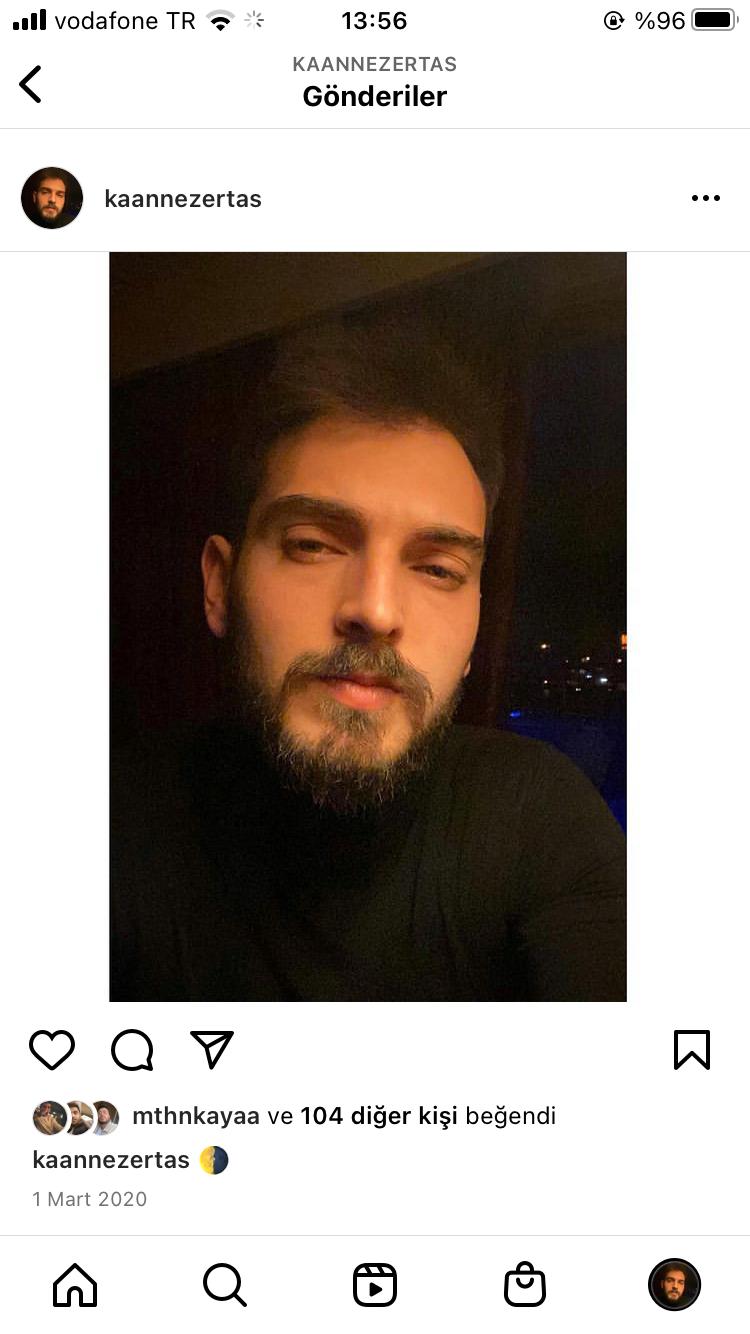 vodafone TR 13:56 %96
KAANNEZERTAS
Gönderiler
kaannezertas
mthnkayaa ve 104 diğer kişi beğendi
kaannezertas 🌗
1 Mart 2020